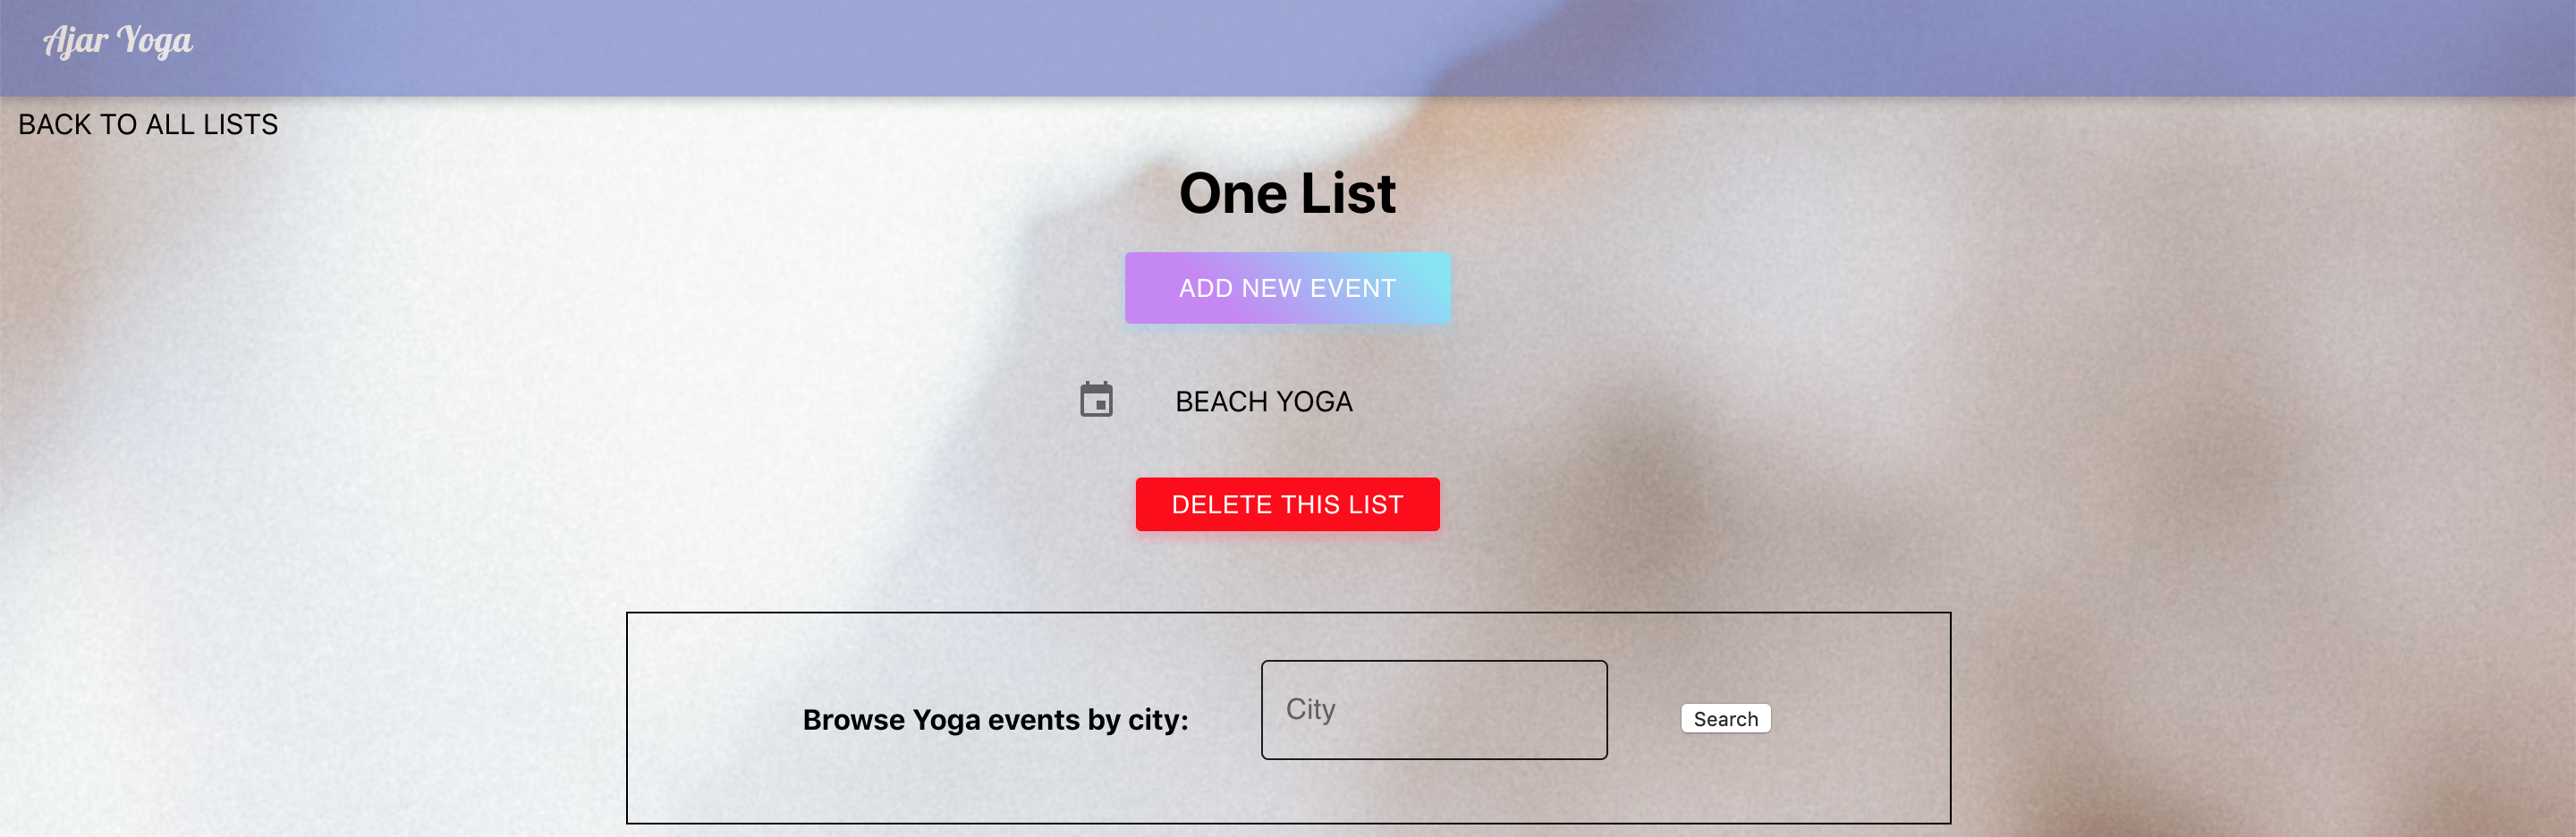 Ajar Yoga
BACK TO ALL LISTS
One List
ADD NEW EVENT
BEACH YOGA
DELETE THIS LIST
Browse Yoga events by city:
City
Search